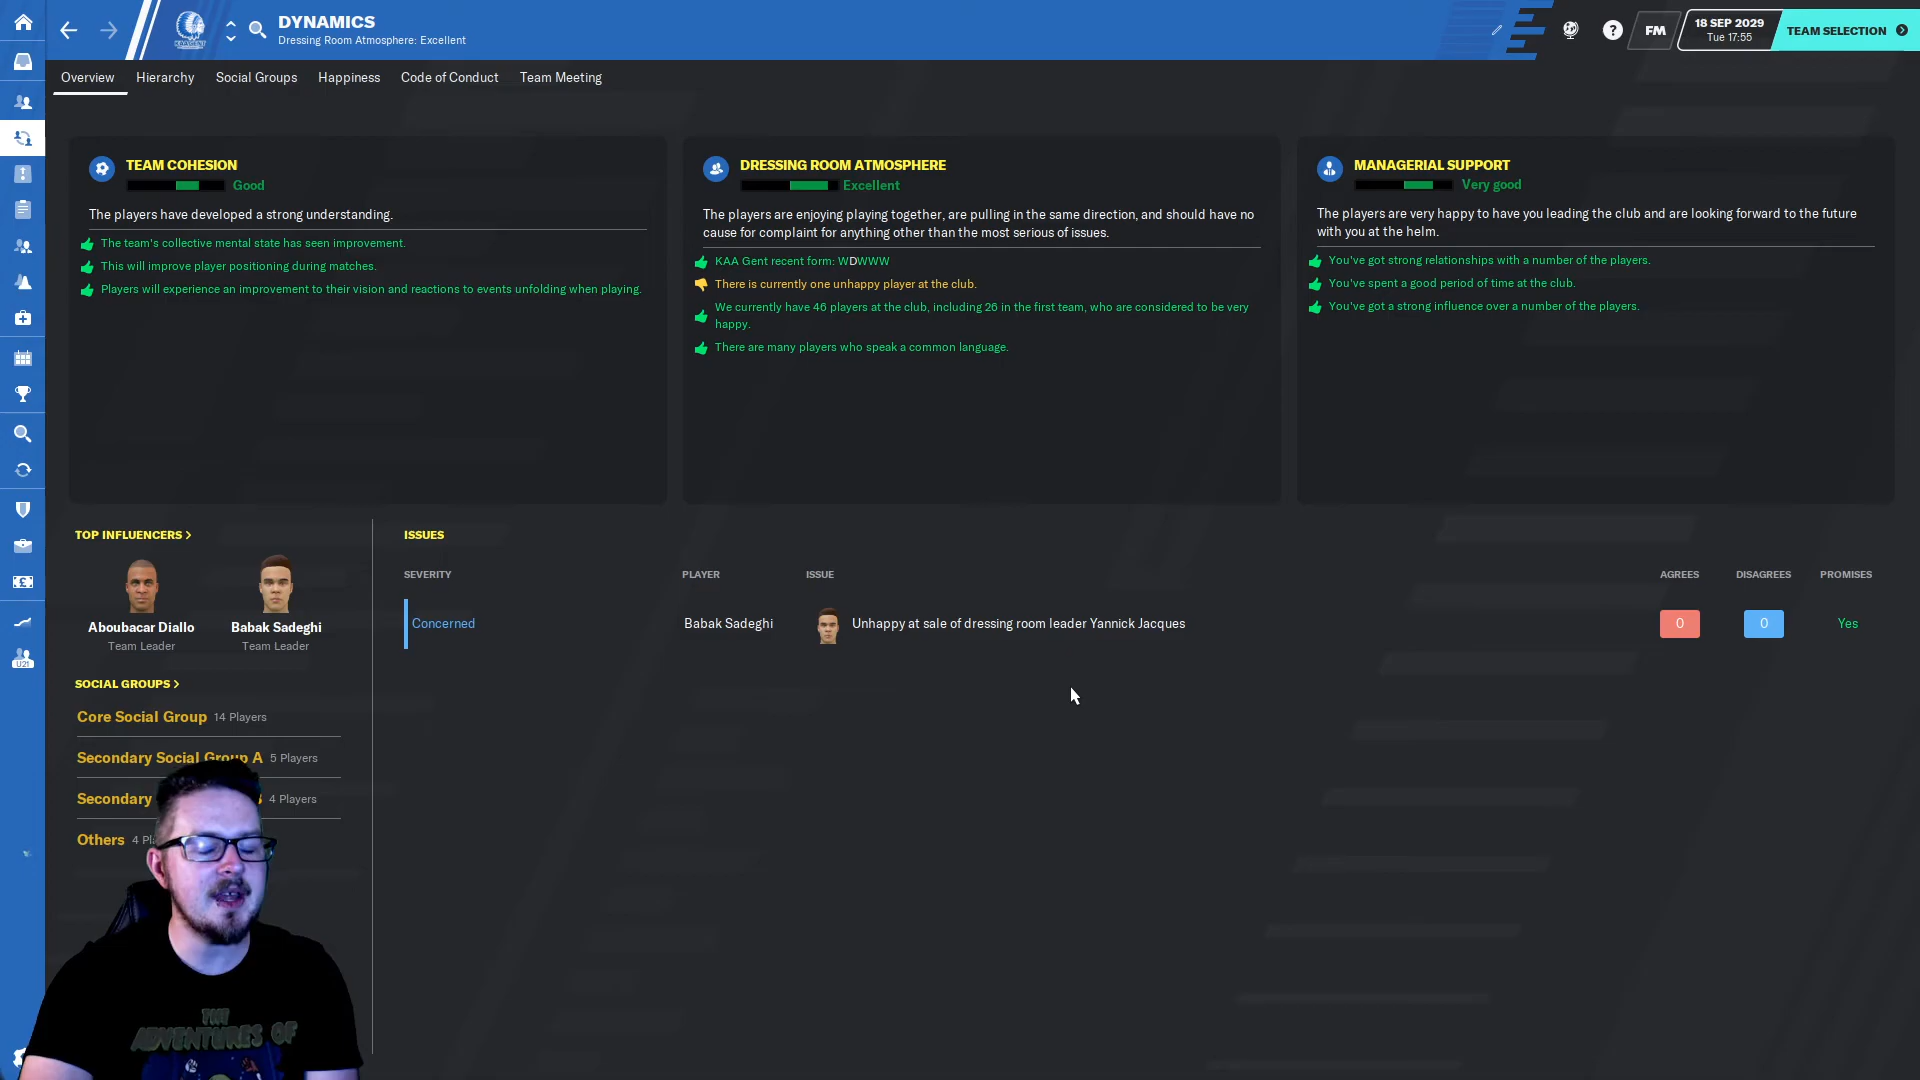 DYNAMICS
Dressing Room Atmosphere: Excellent
FM
18 SEP 2029
Tue 17:55
TEAM SELECTION
Overview
Hierarchy
Social Groups
Happiness
Code of Conduct
Team Meeting
TEAM COHESION
Good
The players have developed a strong understanding.
The team's collective mental state has seen improvement.
This will improve player positioning during matches.
Players will experience an improvement to their vision and reactions to events unfolding when playing.
DRESSING ROOM ATMOSPHERE
Excellent
The players are enjoying playing together, are pulling in the same direction, and should have no
cause for complaint for anything other than the most serious of issues.
KAA Gent recent form: WDWWW
There is currently one unhappy player at the club.
We currently have 46 players at the club, including 26 in the first team, who are considered to be very
happy.
There are many players who speak a common language.
MANAGERIAL SUPPORT
Very good
The players are very happy to have you leading the club and are looking forward to the future
with you at the helm.
You've got strong relationships with a number of the players.
You've spent a good period of time at the club.
You've got a strong influence over a number of the players.
TOP INFLUENCERS >
Aboubacar Diallo
Team Leader
Babak Sadeghi
Team Leader
SOCIAL GROUPS >
Core Social Group 14 Players
Secondary Social Group A 5 Players
Secondary 4 Players
Others 4
ISSUES
SEVERITY
PLAYER
ISSUE
AGREES
DISAGREES
PROMISES
Concerned
Babak Sadeghi
Unhappy at sale of dressing room leader Yannick Jacques
0
0
Yes
U21
THE
ADVENTURES OF